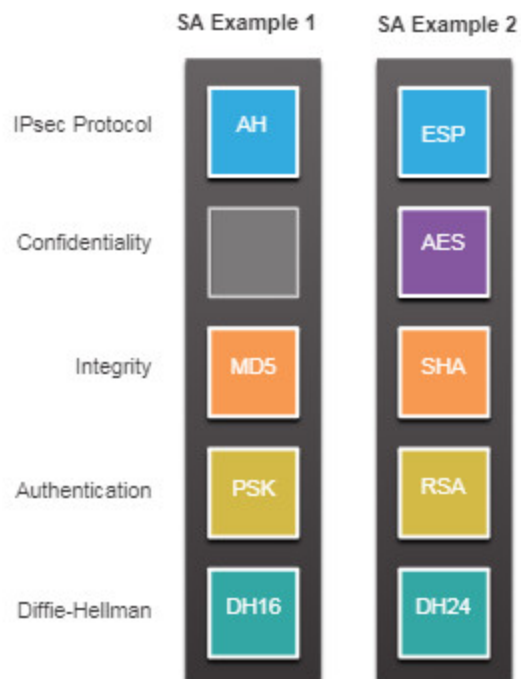 SA Example 1 SA Example 2
IPsec Protocol AH ESP
Confidentiality AES
Integrity MD5 SHA
Authentication PSK RSA
Diffie-Hellman DH16 DH24